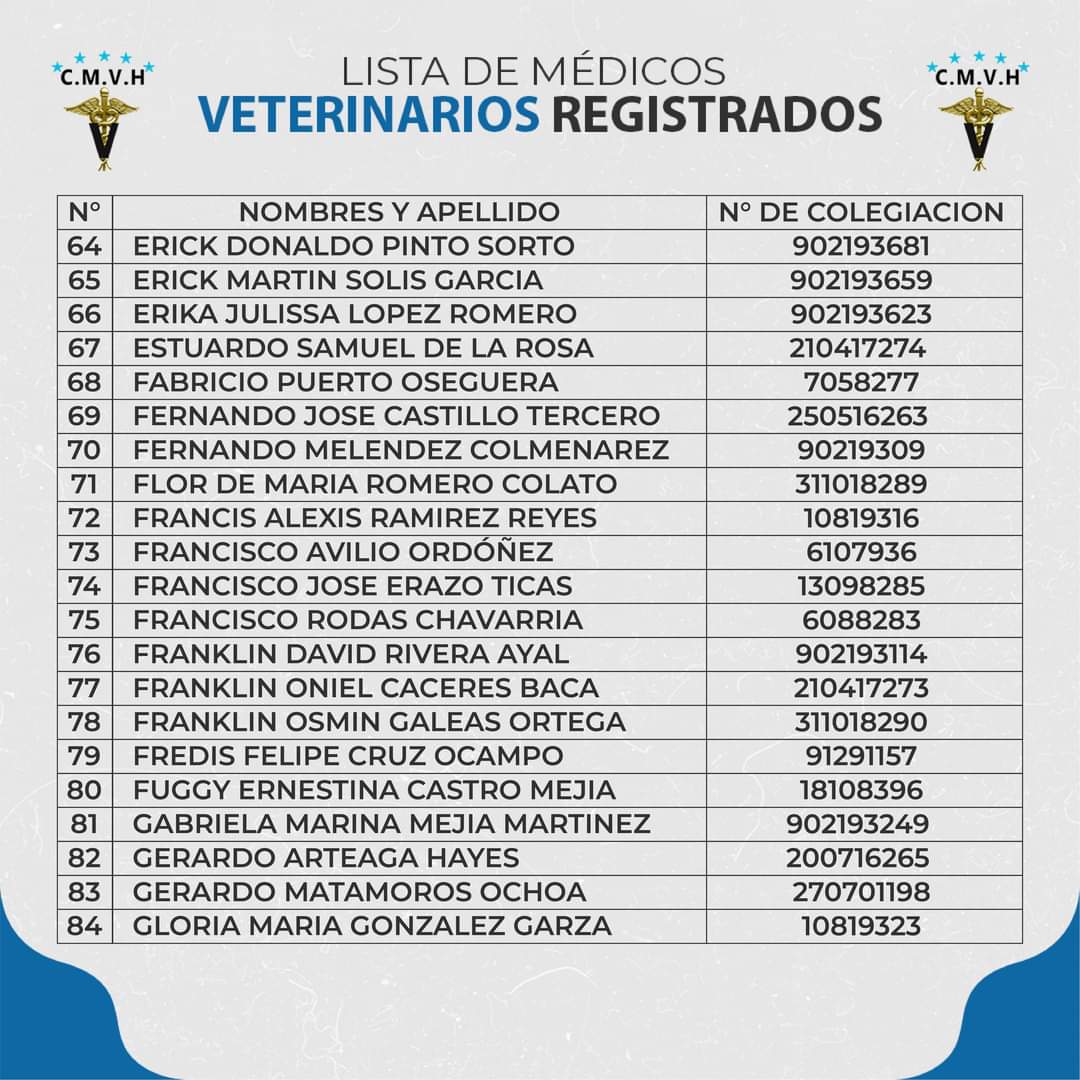 C.M.V.H
LISTA DE MÉDICOS
VETERINARIOS REGISTRADOS
C.M.V.H
N° NOMBRES Y APELLIDO N° DE COLEGIACION
64 ERICK DONALDO PINTO SORTO 902193681
65 ERICK MARTIN SOLIS GARCIA 902193659
66 ERIKA JULISSA LOPEZ ROMERO 902193623
67 ESTUARDO SAMUEL DE LA ROSA 210417274
68 FABRICIO PUERTO OSEGUERA 7058277
69 FERNANDO JOSE CASTILLO TERCERO 250516263
70 FERNANDO MELENDEZ COLMENAREZ 90219309
71 FLOR DE MARIA ROMERO COLATO 311018289
72 FRANCIS ALEXIS RAMIREZ REYES 10819316
73 FRANCISCO AVILIO ORDÓÑEZ 6107936
74 FRANCISCO JOSE ERAZO TICAS 13098285
75 FRANCISCO RODAS CHAVARRIA 6088283
76 FRANKLIN DAVID RIVERA AYAL 902193114
77 FRANKLIN ONIEL CACERES BACA 210417273
78 FRANKLIN OSMIN GALEAS ORTEGA 311018290
79 FREDIS FELIPE CRUZ OCAMPO 91291157
80 FUGGY ERNESTINA CASTRO MEJIA 18108396
81 GABRIELA MARINA MEJIA MARTINEZ 902193249
82 GERARDO ARTEAGA HAYES 200716265
83 GERARDO MATAMOROS OCHOA 270701198
84 GLORIA MARIA GONZALEZ GARZA 10819323